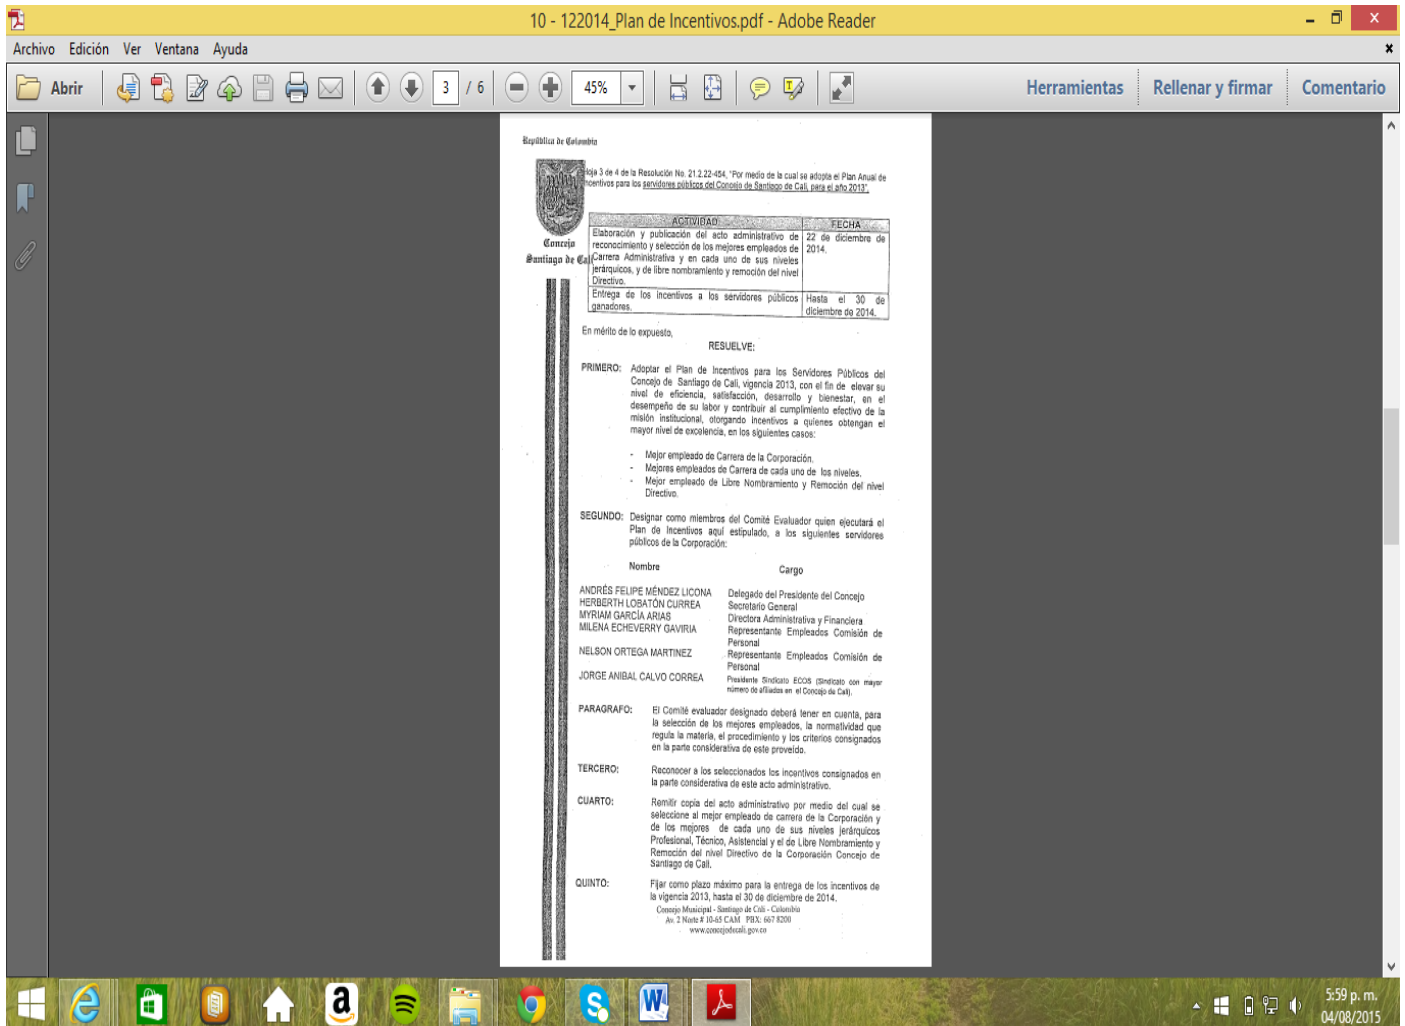 10 - 122014_Plan de Incentivos.pdf - Adobe Reader
Archivo Edición Ver Ventana Ayuda
Abrir 3 / 6 45% Herramientas Rellenar y firmar Comentario
República de Colombia
Hoja 3 de 4 de la Resolución No. 21.2.22-454, "Por medio de la cual se adopta el Plan Anual de
Incentivos para los servidores públicos del Concejo de Santiago de Cali, para el año 2013".
Concejo
Santiago de Cali
ACTIVIDAD FECHA
Elaboración y publicación del acto administrativo de 22 de diciembre de
reconocimiento y selección de los mejores empleados de 2014.
Carrera Administrativa y en cada uno de sus niveles
jerárquicos, y de libre nombramiento y remoción del nivel
Directivo.
Entrega de los incentivos a los servidores públicos Hasta el 30 de
ganadores. diciembre de 2014.
En mérito de lo expuesto,
RESUELVE:
PRIMERO: Adoptar el Plan de Incentivos para los Servidores Públicos del
Concejo de Santiago de Cali, vigencia 2013, con el fin de elevar su
nivel de eficiencia, satisfacción, desarrollo y bienestar, en el
desempeño de su labor y contribuir al cumplimiento efectivo de la
misión institucional, otorgando incentivos a quienes obtengan el
mayor nivel de excelencia, en los siguientes casos:
- Mejor empleado de Carrera de la Corporación.
- Mejores empleados de Carrera de cada uno de los niveles.
- Mejor empleado de Libre Nombramiento y Remoción del nivel
Directivo.
SEGUNDO: Designar como miembros del Comité Evaluador quien ejecutará el
Plan de Incentivos aquí estipulado, a los siguientes servidores
públicos de la Corporación:
Nombre Cargo
ANDRÉS FELIPE MÉNDEZ LICONA Delegado del Presidente del Concejo
HERBERTH LOBATÓN CURREA Secretario General
MYRIAM GARCÍA ARIAS Directora Administrativa y Financiera
MILENA ECHEVERRY GAVIRIA Representante Empleados Comisión de
Personal
NELSON ORTEGA MARTINEZ Representante Empleados Comisión de
Personal
JORGE ANIBAL CALVO CORREA Presidente Sindicato ECOS (Sindicato con mayor
número de afiliados en el Concejo de Cali).
PARAGRAFO: El Comité evaluador designado deberá tener en cuenta, para
la selección de los mejores empleados, la normatividad que
regula la materia, el procedimiento y los criterios consignados
en la parte considerativa de este proveido.
TERCERO: Reconocer a los seleccionados los incentivos consignados en
la parte considerativa de este acto administrativo.
CUARTO: Remitir copia del acto administrativo por medio del cual se
seleccione al mejor empleado de carrera de la Corporación y
de los mejores de cada uno de sus niveles jerárquicos
Profesional, Técnico, Asistencial y el de Libre Nombramiento y
Remoción del nivel Directivo de la Corporación Concejo de
Santiago de Cali.
QUINTO: Fijar como plazo máximo para la entrega de los incentivos de
la vigencia 2013, hasta el 30 de diciembre de 2014.
Concejo Municipal - Santiago de Cali - Colombia
Av. 2 Norte # 10-65 CAM PBX: 667 8200
www.concejodecali.gov.co
5:59 p. m.
04/08/2015